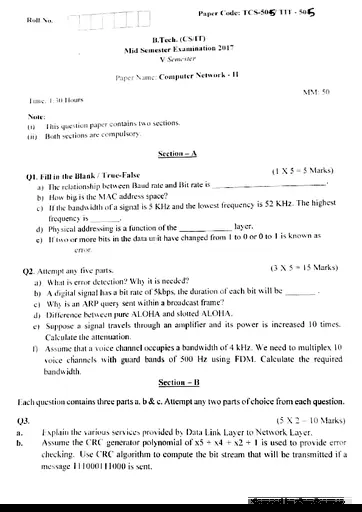 Roll No.
Paper Code: TCS-505/ TIT - 505
B.Tech. (CS/IT)
Mid Semester Examination 2017
V Semester
Paper Name: Computer Network - II
Time: 1:30 Hours
MM: 50
Note:
(i) This question paper contains two sections.
(ii) Both sections are compulsory.
Section – A
Q1. Fill in the Blank / True-False (1 X 5 = 5 Marks)
a) The relationship between Baud rate and Bit rate is ____________.
b) How big is the MAC address space?
c) If the bandwidth of a signal is 5 KHz and the lowest frequency is 52 KHz. The highest
frequency is ______.
d) Physical addressing is a function of the ____________ layer.
e) If two or more bits in the data unit have changed from 1 to 0 or 0 to 1 is known as
error.
Q2. Attempt any five parts. (3 X 5 = 15 Marks)
a) What is error detection? Why it is needed?
b) A digital signal has a bit rate of 5kbps, the duration of each bit will be ______.
c) Why is an ARP query sent within a broadcast frame?
d) Difference between pure ALOHA and slotted ALOHA.
e) Suppose a signal travels through an amplifier and its power is increased 10 times.
Calculate the attenuation.
f) Assume that a voice channel occupies a bandwidth of 4 kHz. We need to multiplex 10
voice channels with guard bands of 500 Hz using FDM. Calculate the required
bandwidth.
Section – B
Each question contains three parts a, b & c. Attempt any two parts of choice from each question.
Q3. (5 X 2 = 10 Marks)
a. Explain the various services provided by Data Link Layer to Network Layer.
b. Assume the CRC generator polynomial of x5 + x4 + x2 + 1 is used to provide error
checking. Use CRC algorithm to compute the bit stream that will be transmitted if a
message 111000111000 is sent.